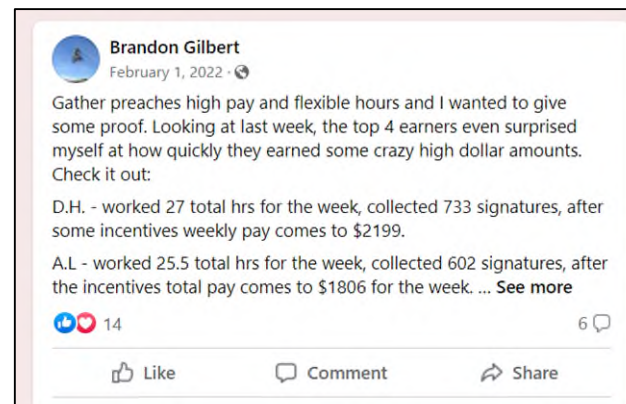 Brandon Gilbert
February 1, 2022 ·
Gather preaches high pay and flexible hours and I wanted to give
some proof. Looking at last week, the top 4 earners even surprised
myself at how quickly they earned some crazy high dollar amounts.
Check it out:
D.H. - worked 27 total hrs for the week, collected 733 signatures, after
some incentives weekly pay comes to $2199.
A.L - worked 25.5 total hrs for the week, collected 602 signatures, after
the incentives total pay comes to $1806 for the week. ... See more
14 6
Like Comment Share